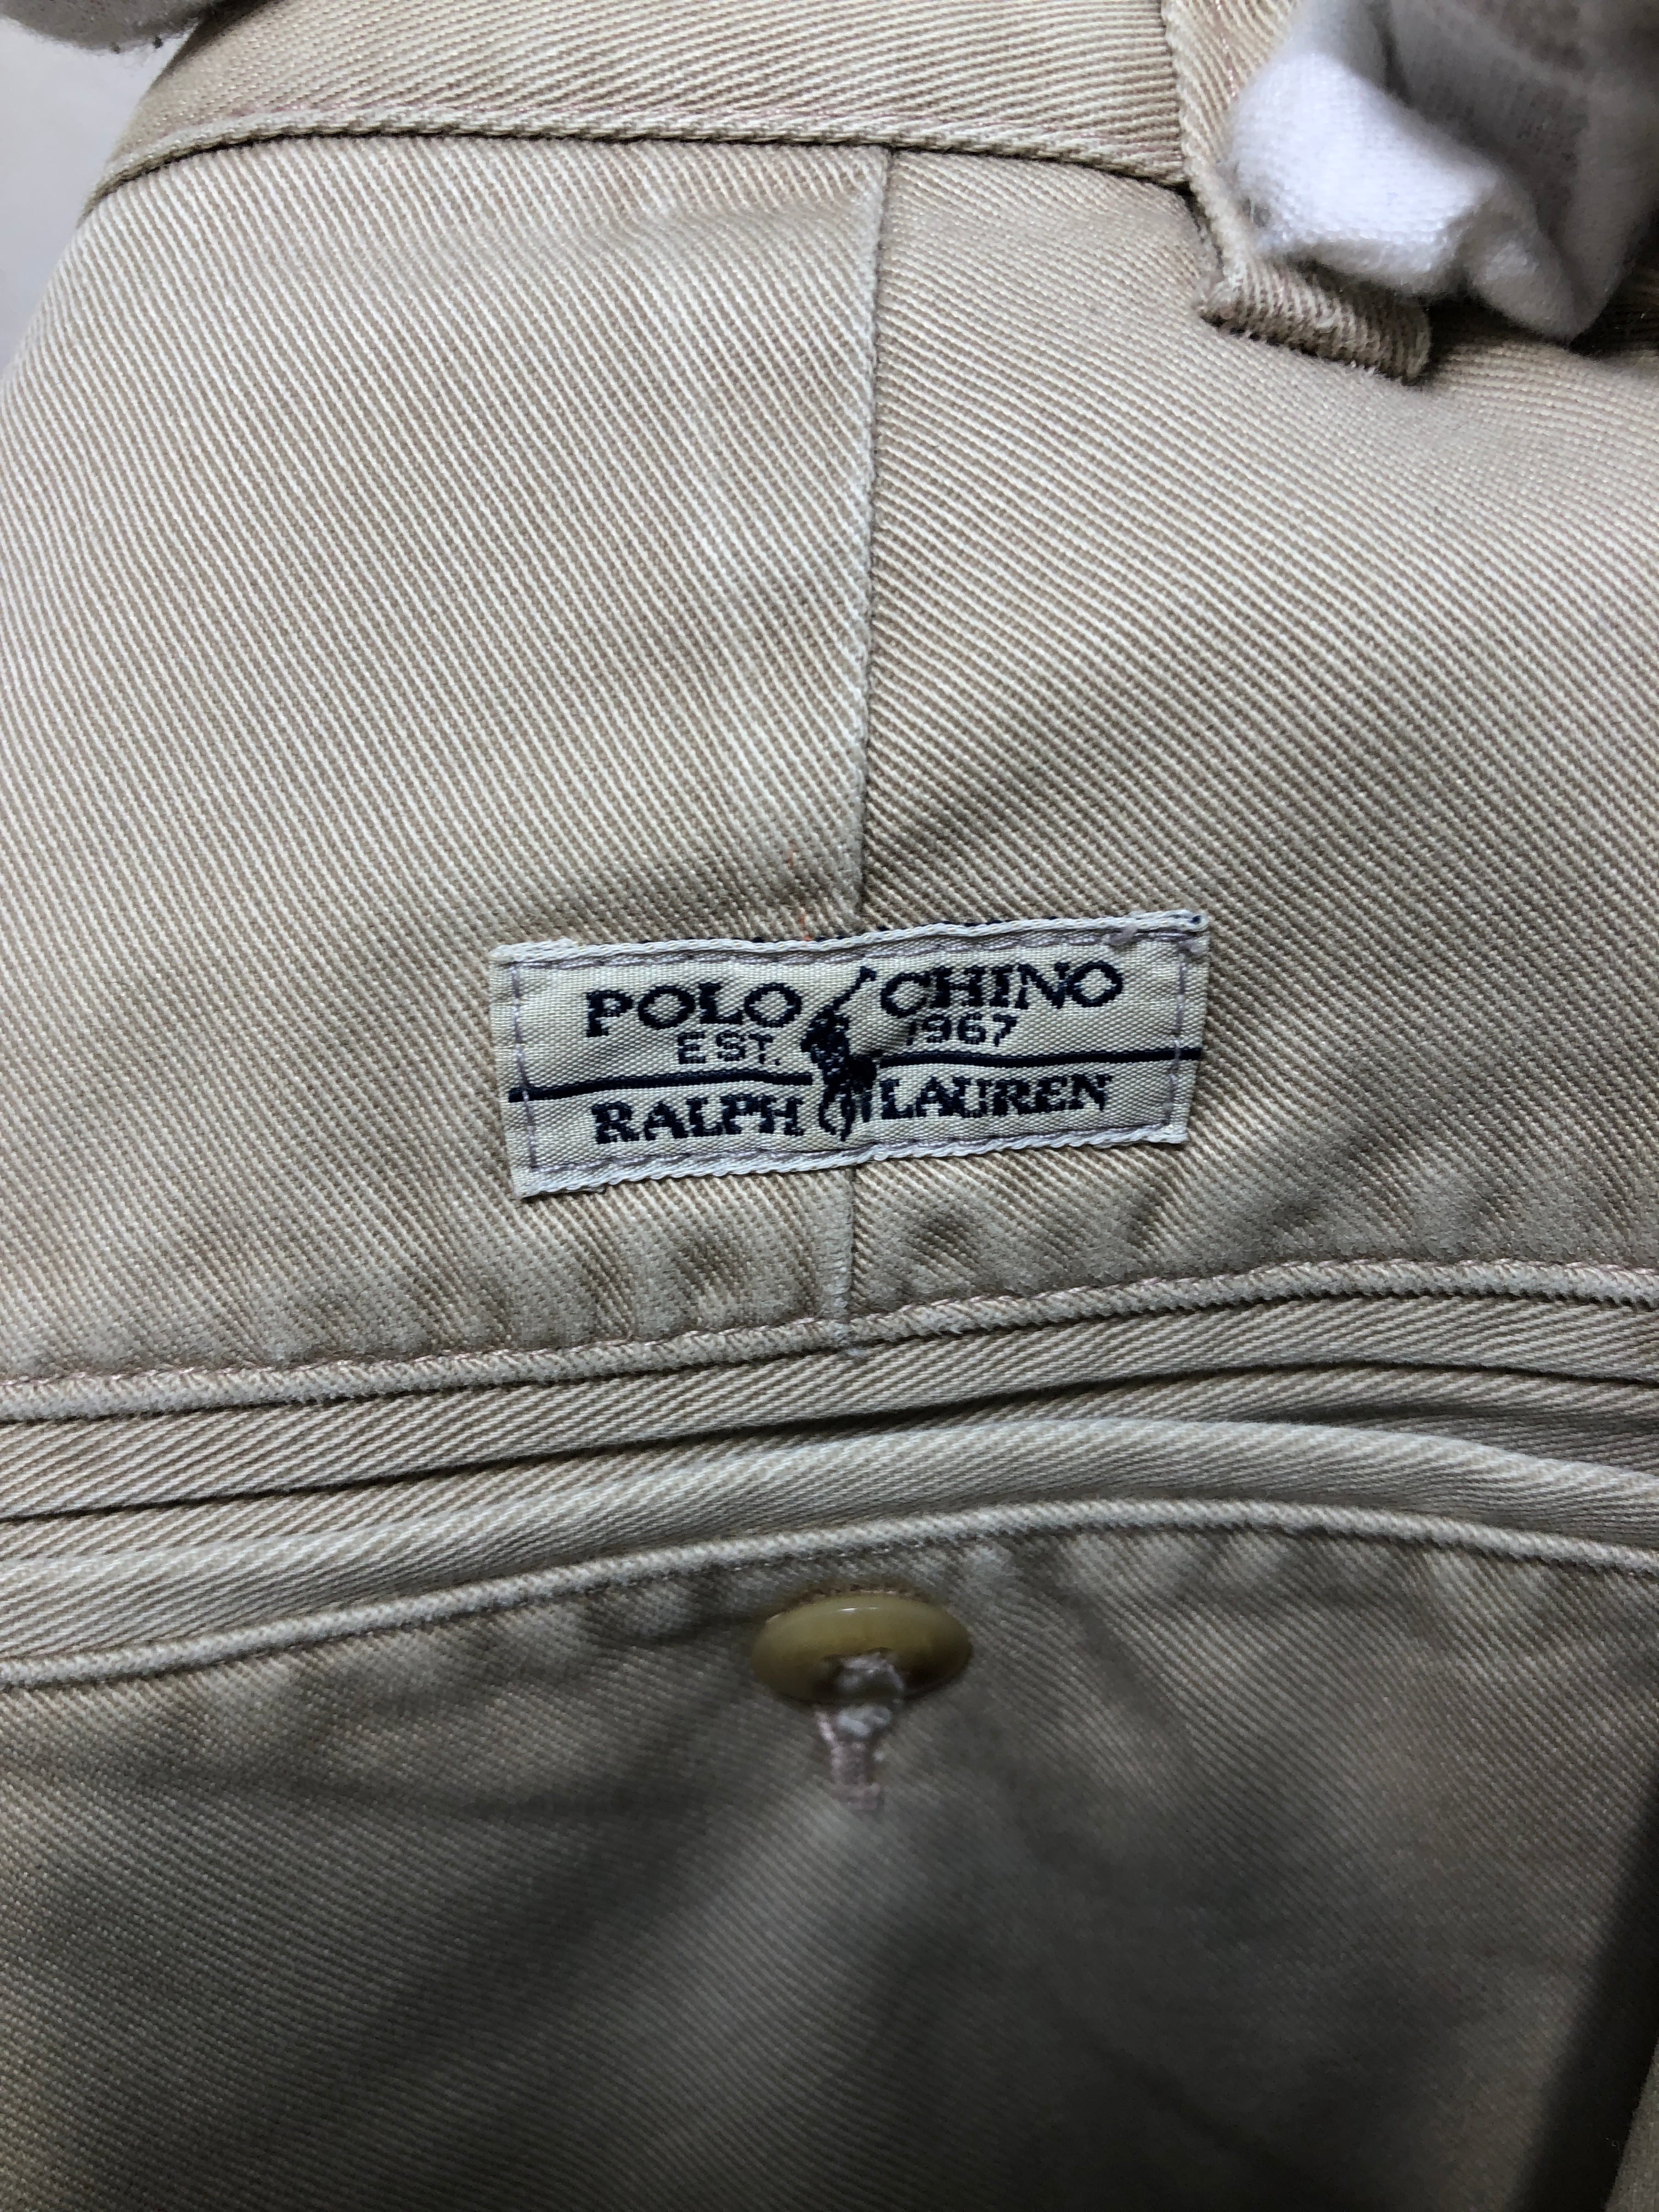 POLO CHINO
EST. 1967
RALPH LAUREN